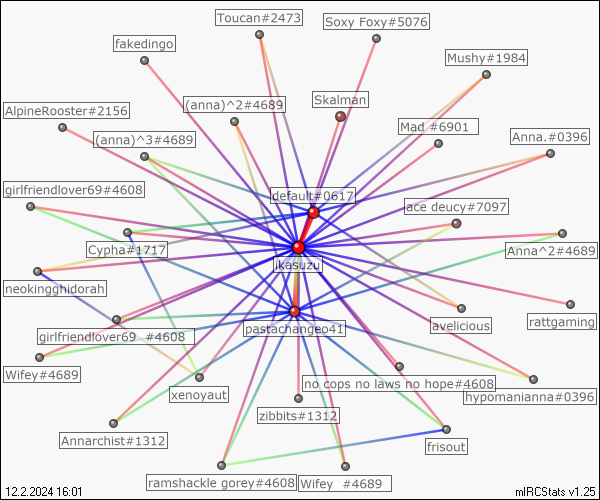 Toucan#2473
Soxy Foxy#5076
fakedingo
Mushy#1984
Skalman
(anna)^2#4689
AlpineRooster#2156
Mad #6901
(anna)^3#4689
Anna.#0396
girlfriendlover69#4608
default#0617
ace deucy#7097
Cypha#1717
Anna^2#4689
ikasuzu
neokingghidorah
avelicious
rattgaming
pastachangeo41
girlfriendlover69 #4608
Wifey#4689
no cops no laws no hope#4608
xenoyaut
hypomanianna#0396
zibbits#1312
Annarchist#1312
frisout
ramshackle gorey#4608
Wifey #4689
12.2.2024 16:01
mIRCStats v1.25